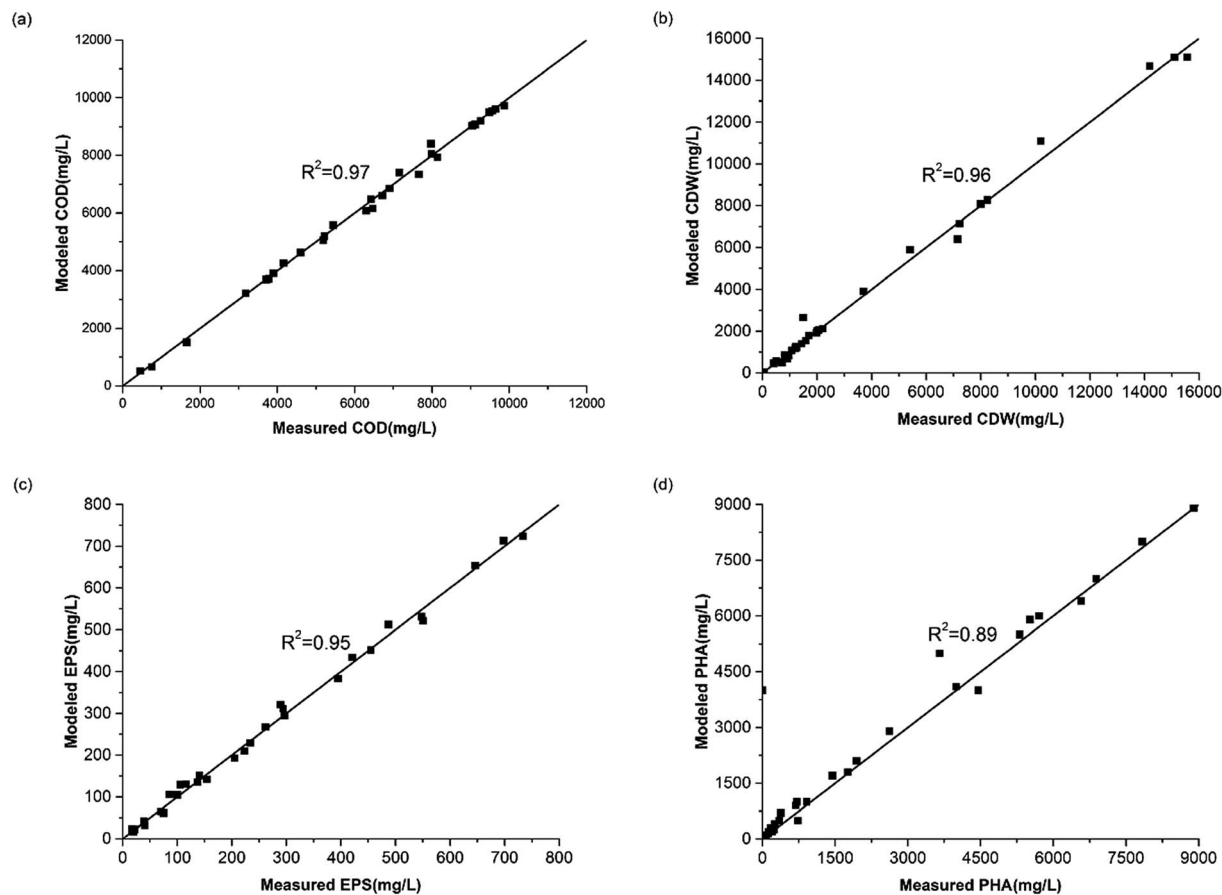 (a)
12000
10000
8000
6000
4000
2000
0
Modeled COD(mg/L)
R²=0.97
0 2000 4000 6000 8000 10000 12000
Measured COD(mg/L)
(b)
16000
14000
12000
10000
8000
6000
4000
2000
0
Modeled CDW(mg/L)
R²=0.96
0 2000 4000 6000 8000 10000 12000 14000 16000
Measured CDW(mg/L)
(c)
800
700
600
500
400
300
200
100
0
Modeled EPS(mg/L)
R²=0.95
0 100 200 300 400 500 600 700 800
Measured EPS(mg/L)
(d)
9000
7500
6000
4500
3000
1500
0
Modeled PHA(mg/L)
R²=0.89
0 1500 3000 4500 6000 7500 9000
Measured PHA(mg/L)